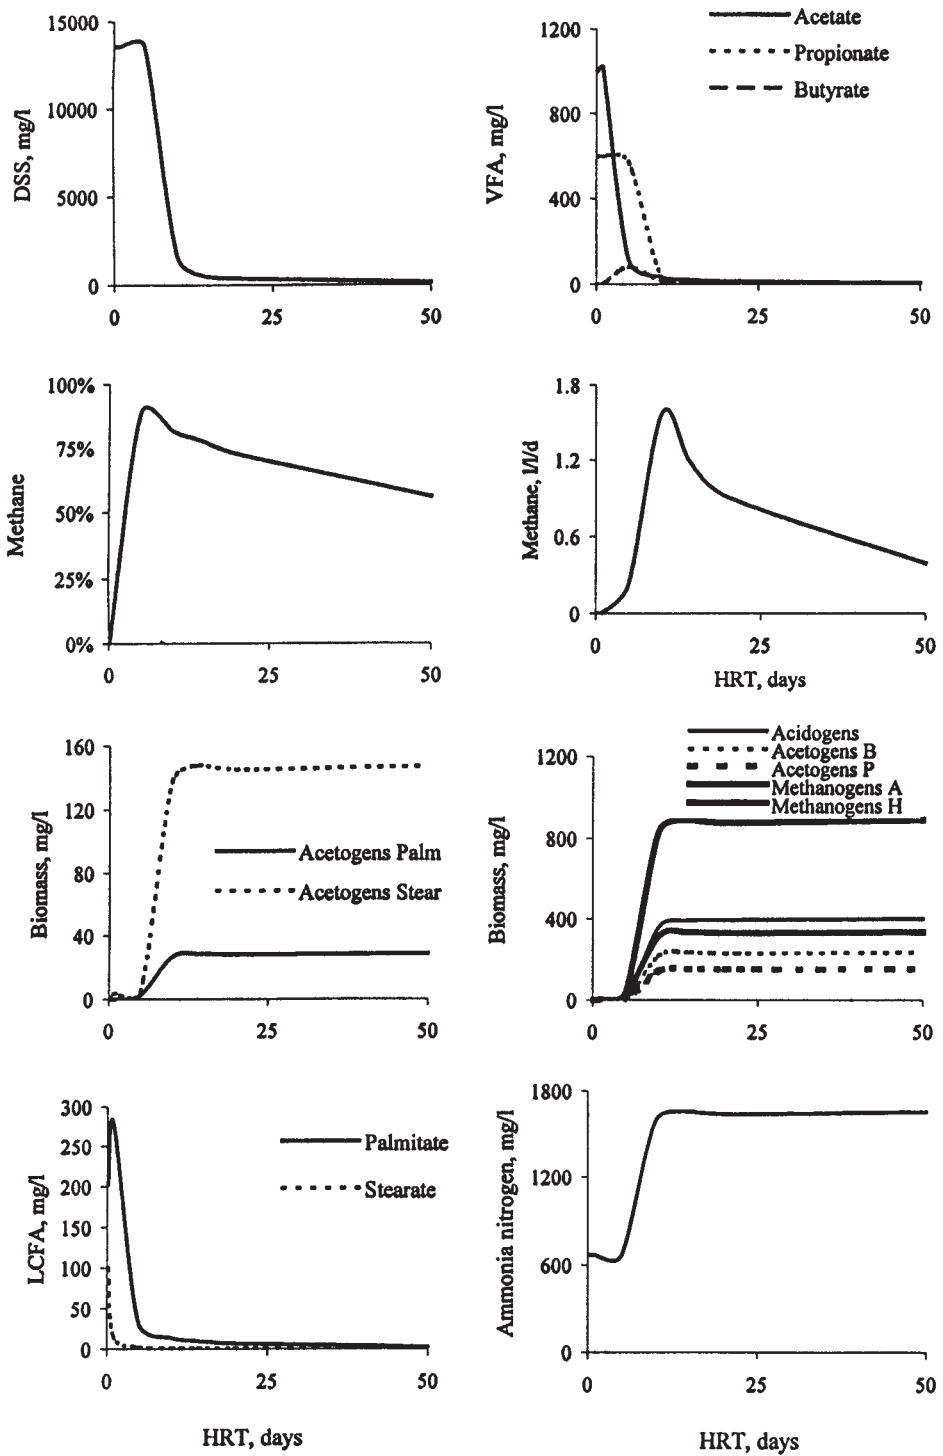 15000
10000
5000
0
DSS, mg/l
0 25 50
Acetate
Propionate
Butyrate
1200
800
400
0
VFA, mg/l
0 25 50
100%
75%
50%
25%
0%
Methane
0 25 50
1.8
1.2
0.6
0
Methane, l/l/d
0 25 50
HRT, days
160
120
80
40
0
Biomass, mg/l
Acetogens Palm
Acetogens Stear
0 25 50
Acidogens
Acetogens B
Acetogens P
Methanogens A
Methanogens H
1200
800
400
0
Biomass, mg/l
0 25 50
300
250
200
150
100
50
0
LCFA, mg/l
Palmitate
Stearate
0 25 50
HRT, days
1800
1200
600
0
Ammonia nitrogen, mg/l
0 25 50
HRT, days